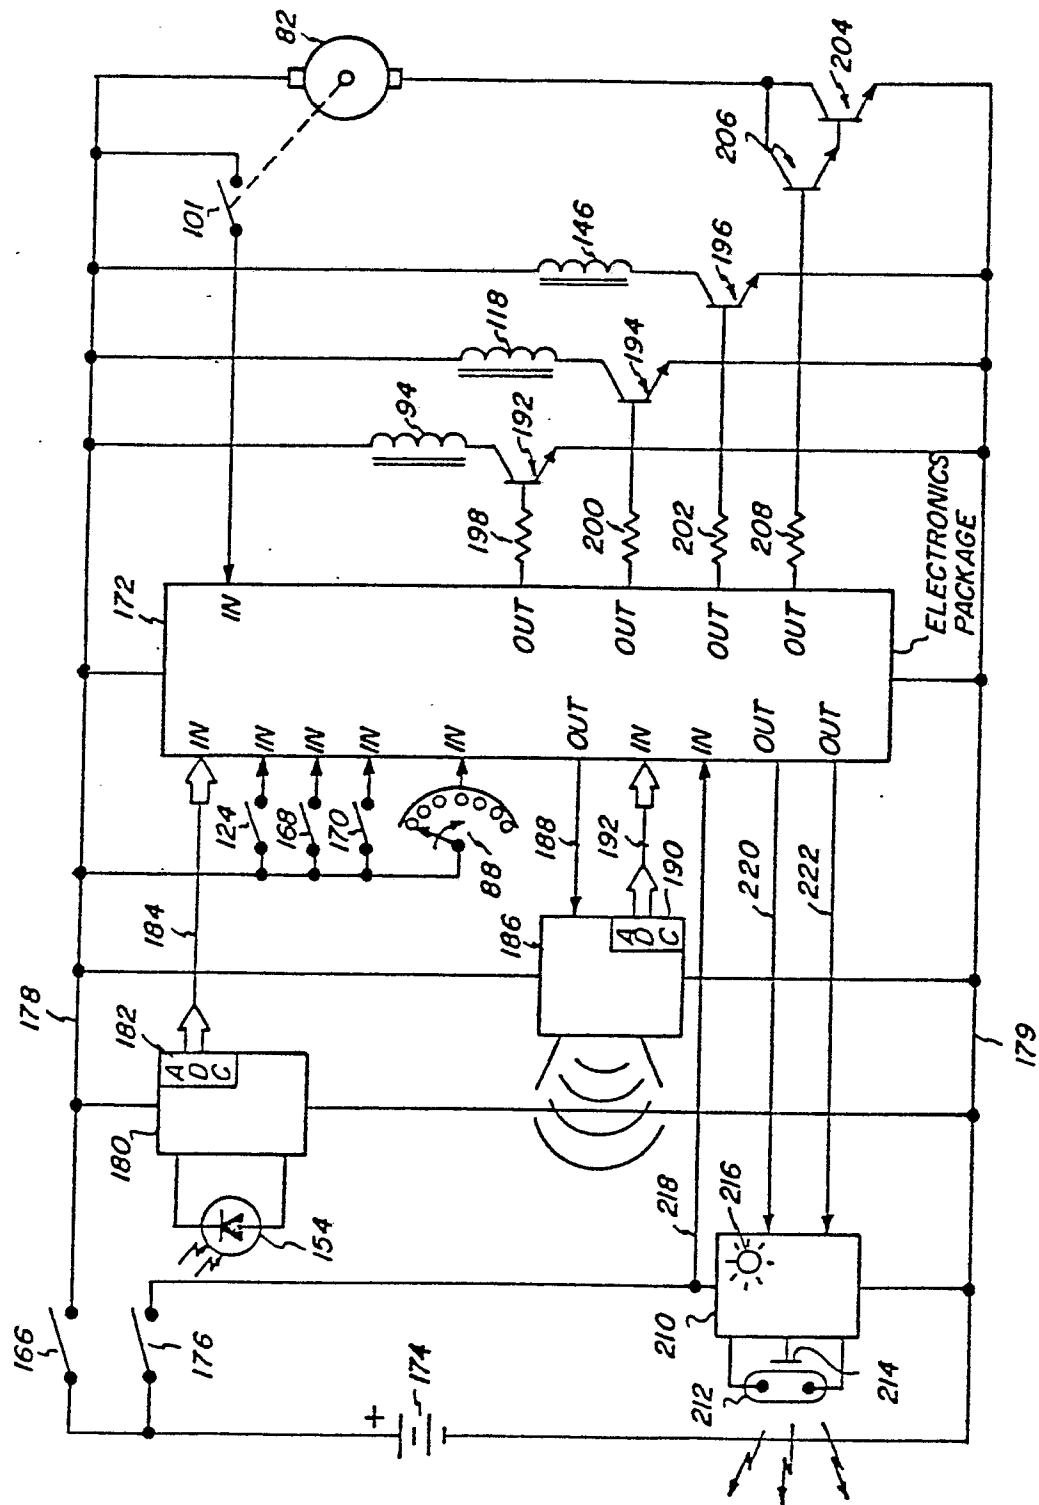 82
204
206
101
146
196
118
194
94
192
198
200
202
208
172
ELECTRONICS
PACKAGE
IN
OUT
OUT
OUT
OUT
IN
IN
IN
IN
IN
OUT
IN
IN
OUT
OUT
124
168
170
88
188
192
190
220
222
184
186
A
D
C
178
182
A
D
C
180
179
154
218
216
166
176
210
174
+
-
212
214